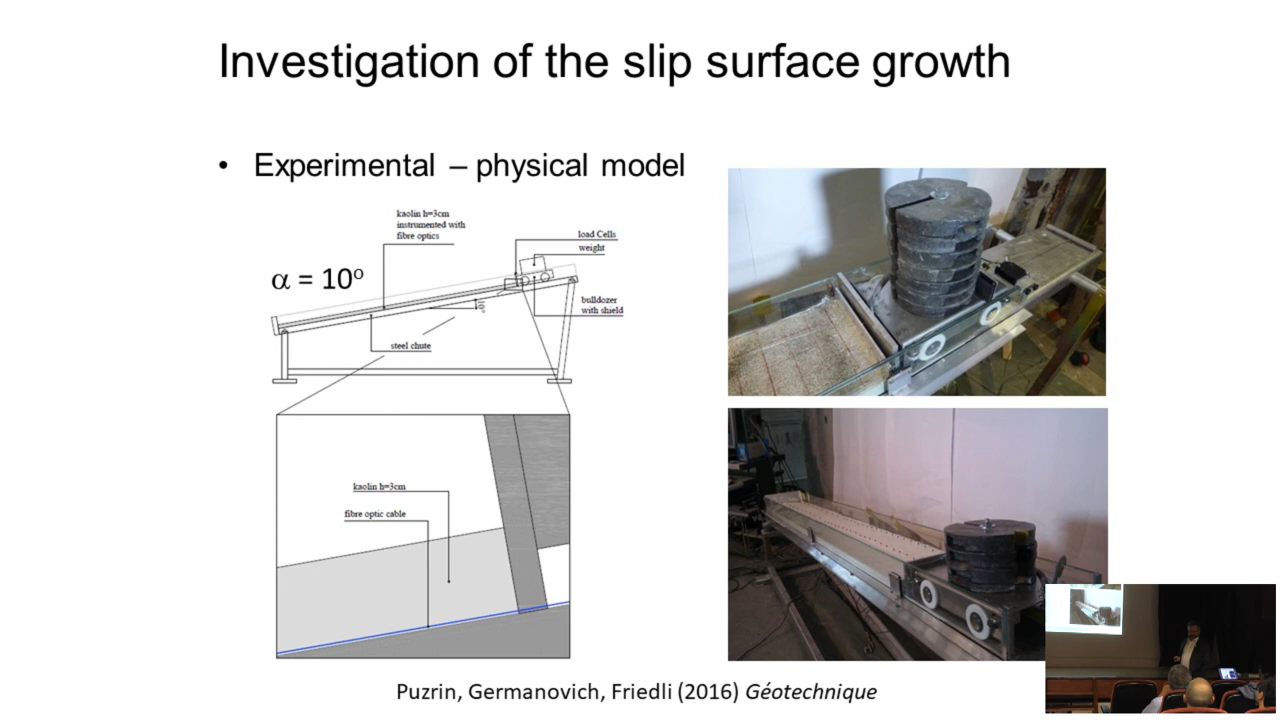 Investigation of the slip surface growth
• Experimental – physical model
kaolin h=3cm
instrumented with
fibre optics
load Cells
weight
α = 10°
10°
bulldozer
with shield
steel chute
kaolin h=3cm
fibre optic cable
Puzrin, Germanovich, Friedli (2016) Géotechnique